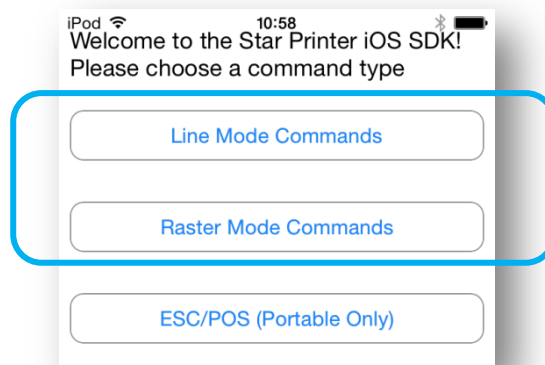 iPod 10:58
Welcome to the Star Printer iOS SDK!
Please choose a command type
Line Mode Commands
Raster Mode Commands
ESC/POS (Portable Only)